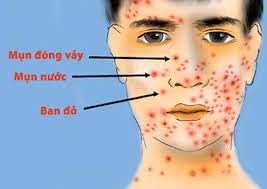 Mụn đóng vảy
Mụn nước
Ban đỏ